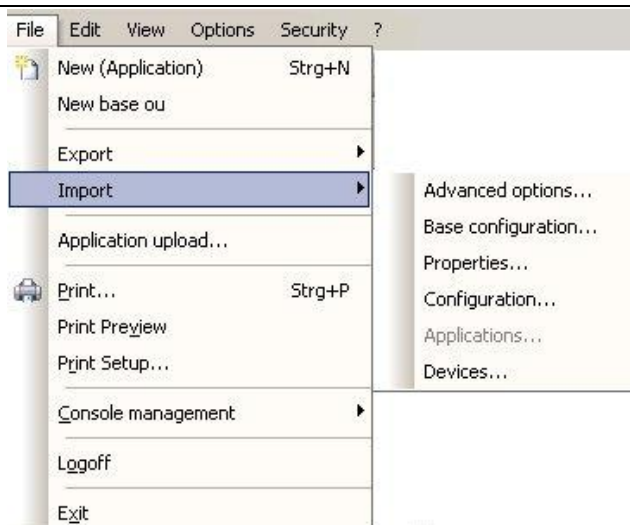 File Edit View Options Security ?
New (Application) Strg+N
New base ou
Export
Import
Application upload...
Print... Strg+P
Print Preview
Print Setup...
Console management
Logoff
Exit
Advanced options...
Base configuration...
Properties...
Configuration...
Applications...
Devices...